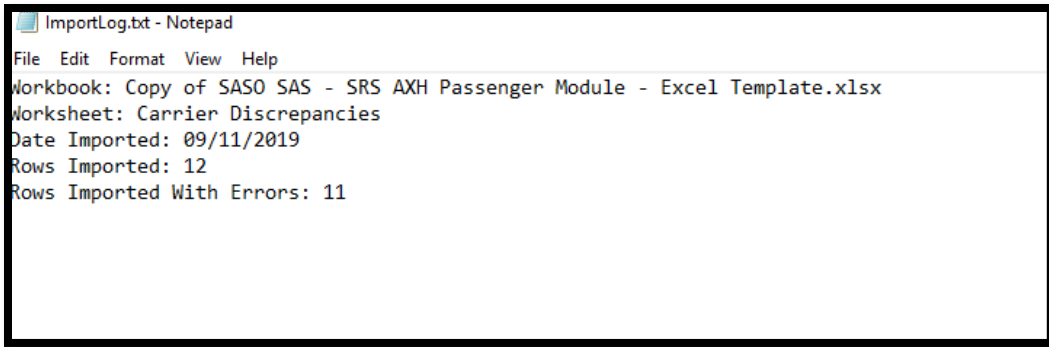 ImportLog.txt - Notepad
File Edit Format View Help
Workbook: Copy of SASO SAS - SRS AXH Passenger Module - Excel Template.xlsx
Worksheet: Carrier Discrepancies
Date Imported: 09/11/2019
Rows Imported: 12
Rows Imported With Errors: 11